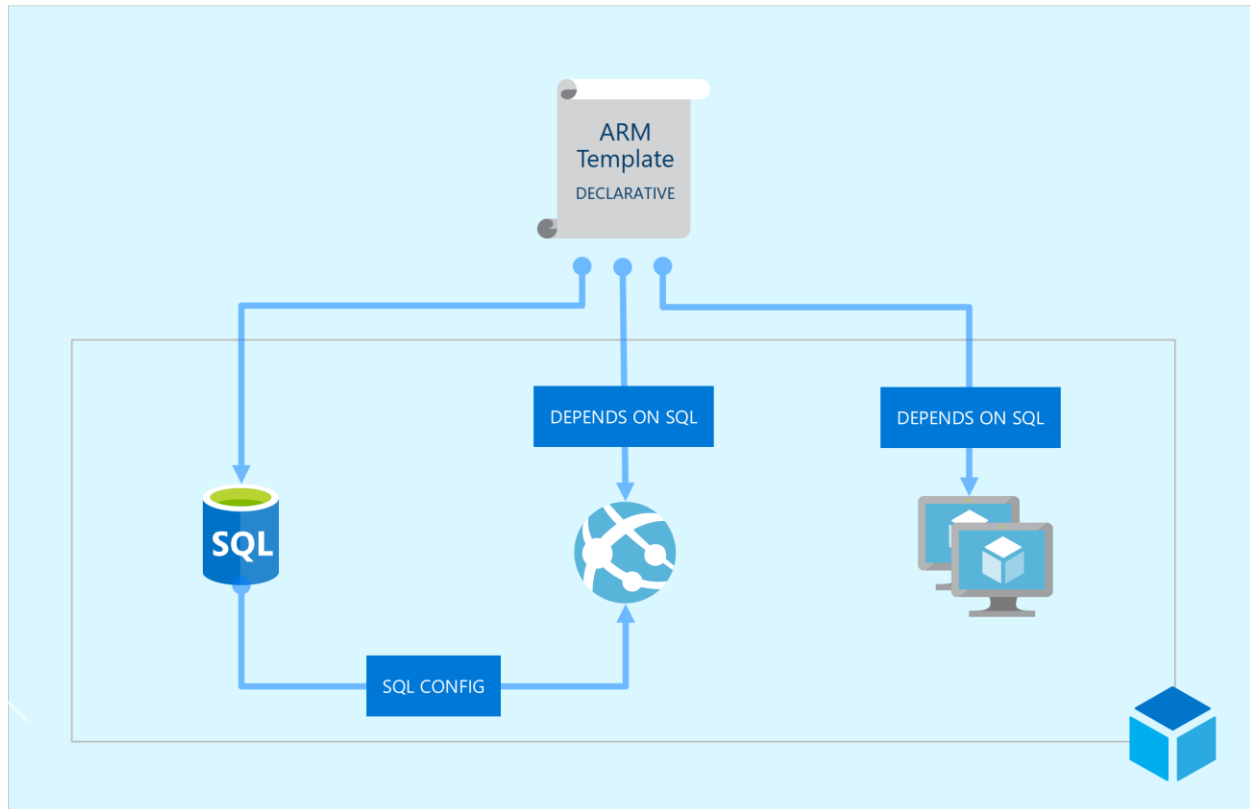 ARM
Template
DECLARATIVE
DEPENDS ON SQL
DEPENDS ON SQL
SQL
SQL CONFIG